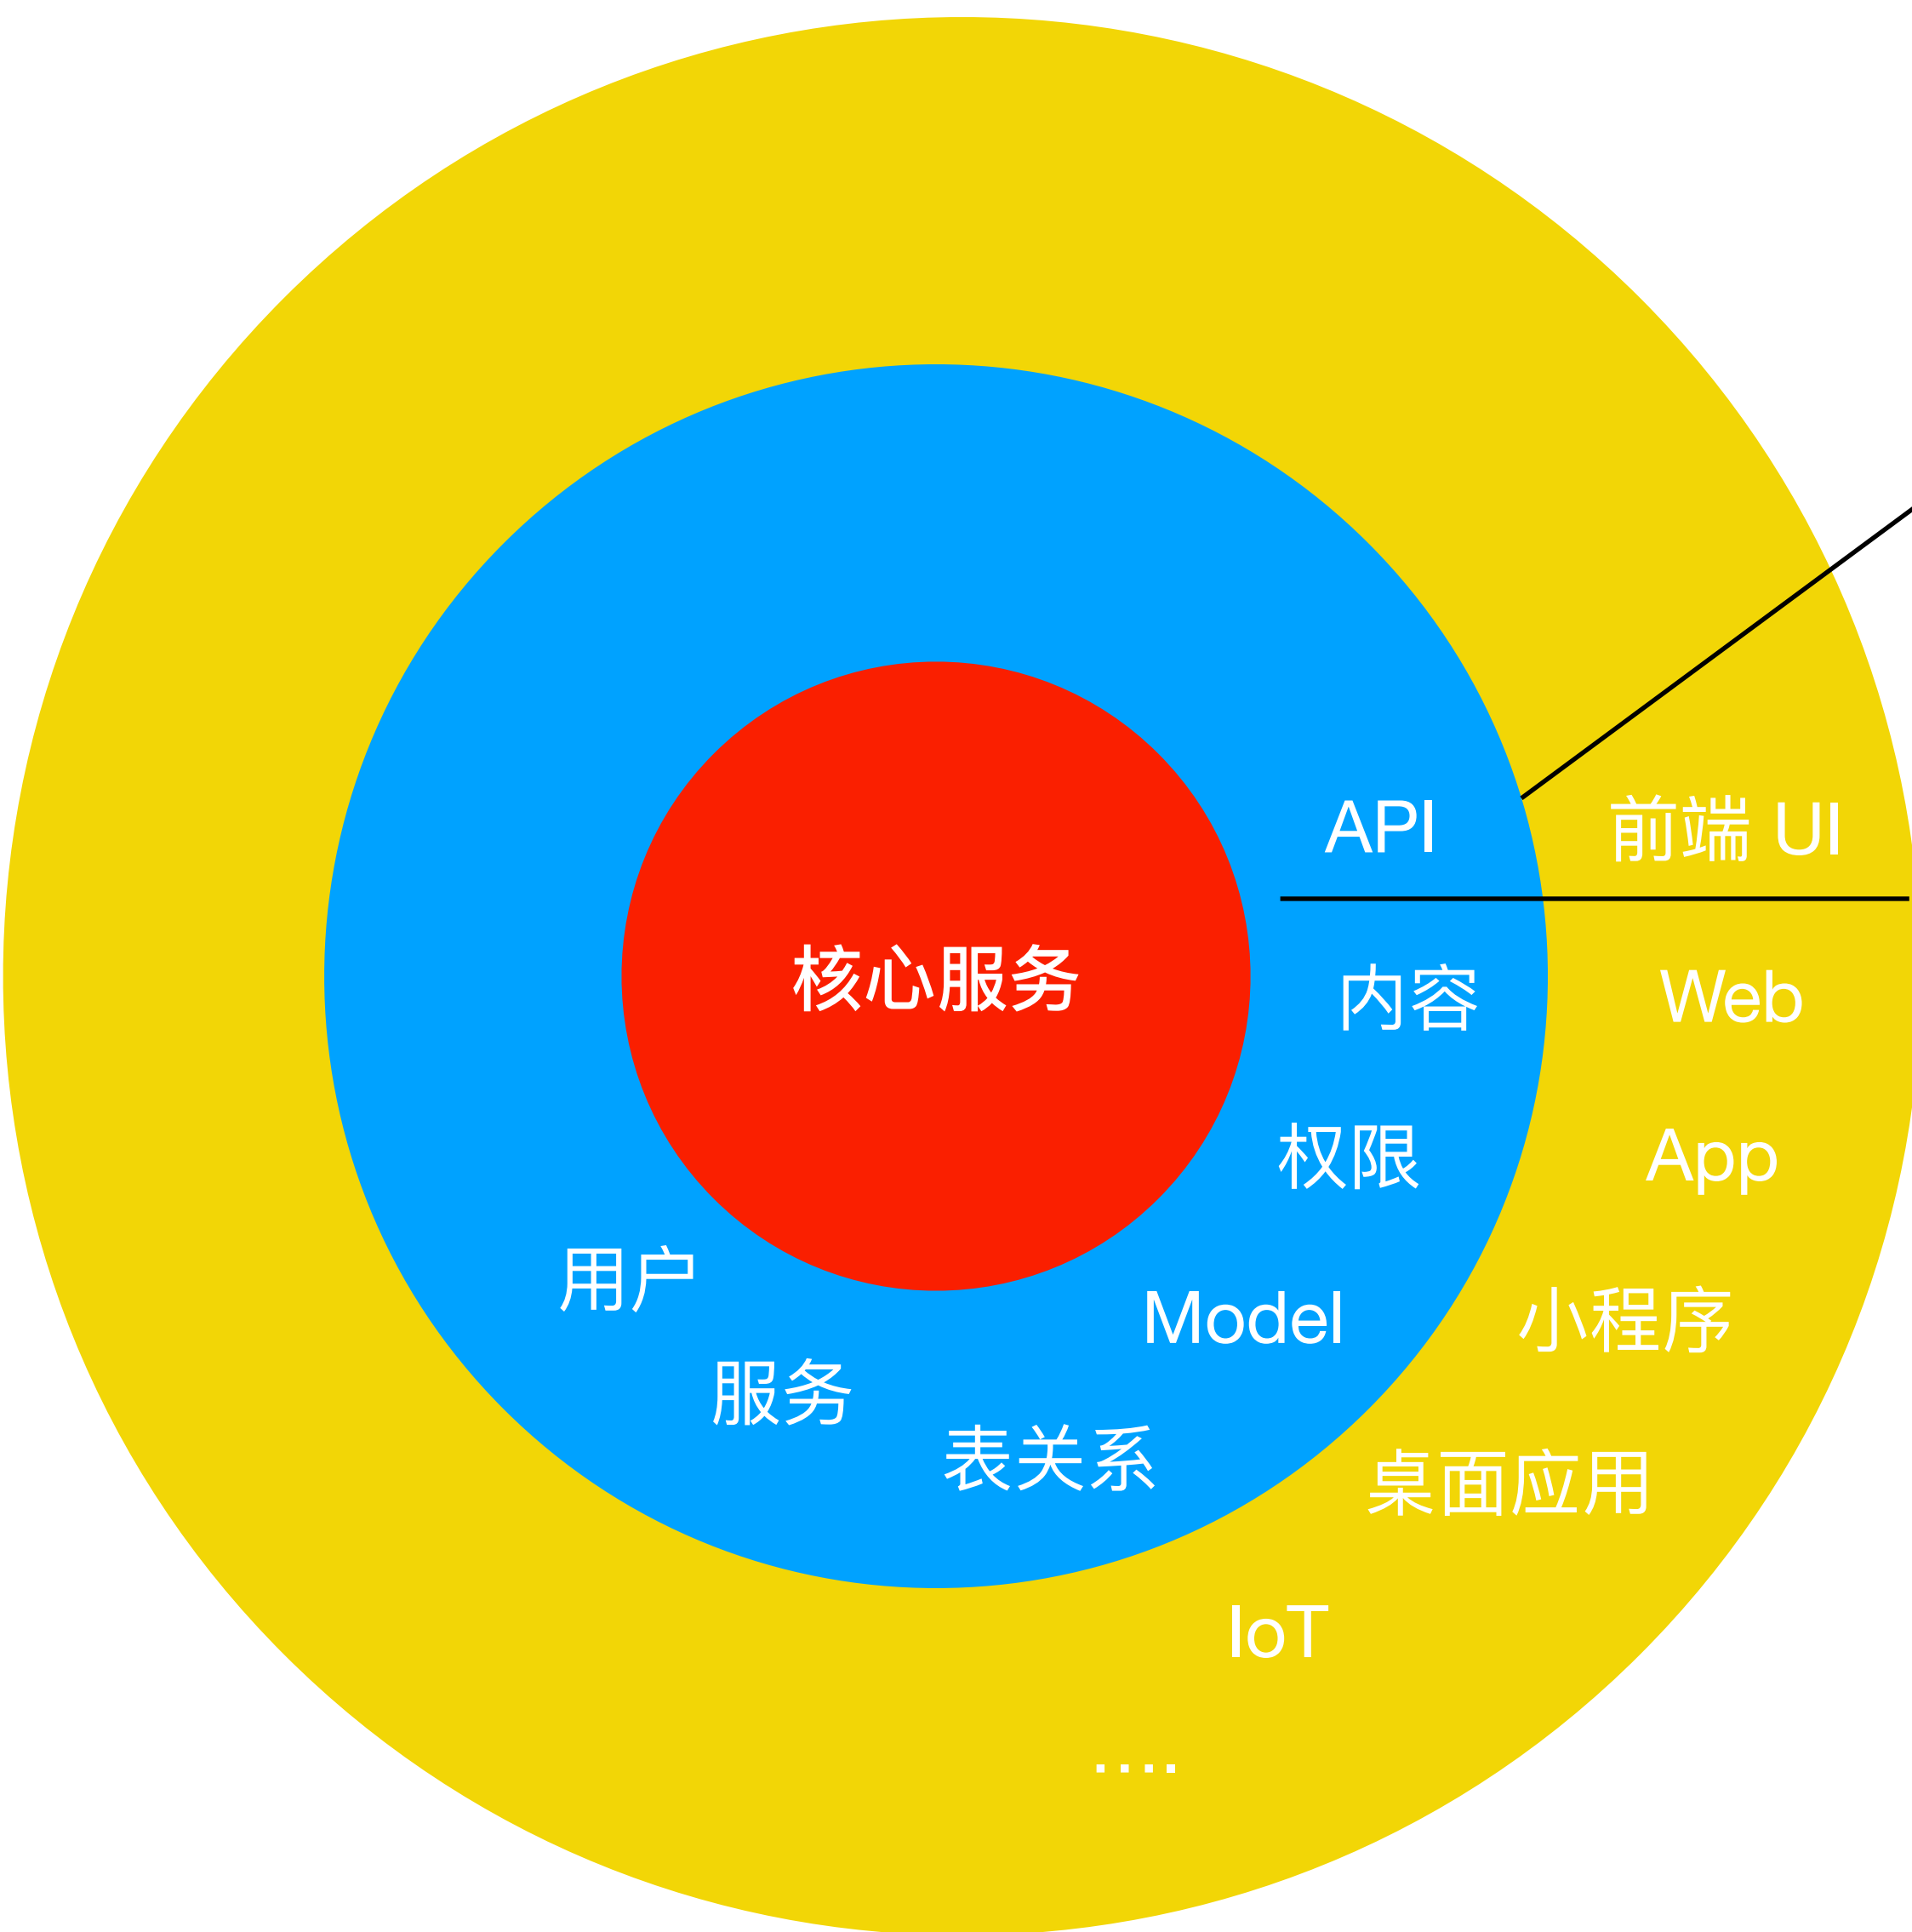 API
前端 UI
核心服务
内容
Web
权限
App
用户
Model
小程序
服务
表关系
桌面应用
IoT
....